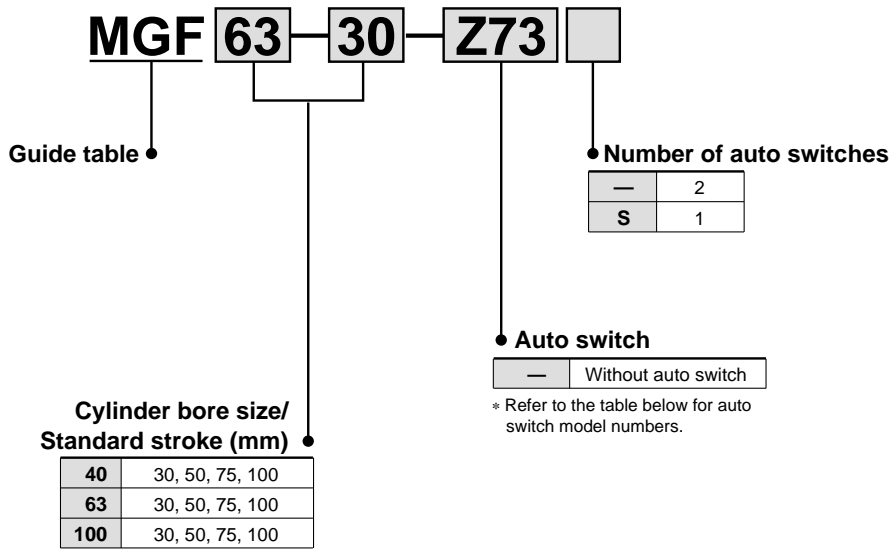 MGF 63-30-Z73
Guide table
Number of auto switches
— 2
S 1
Auto switch
— Without auto switch
* Refer to the table below for auto
switch model numbers.
Cylinder bore size/
Standard stroke (mm)
40 30, 50, 75, 100
63 30, 50, 75, 100
100 30, 50, 75, 100